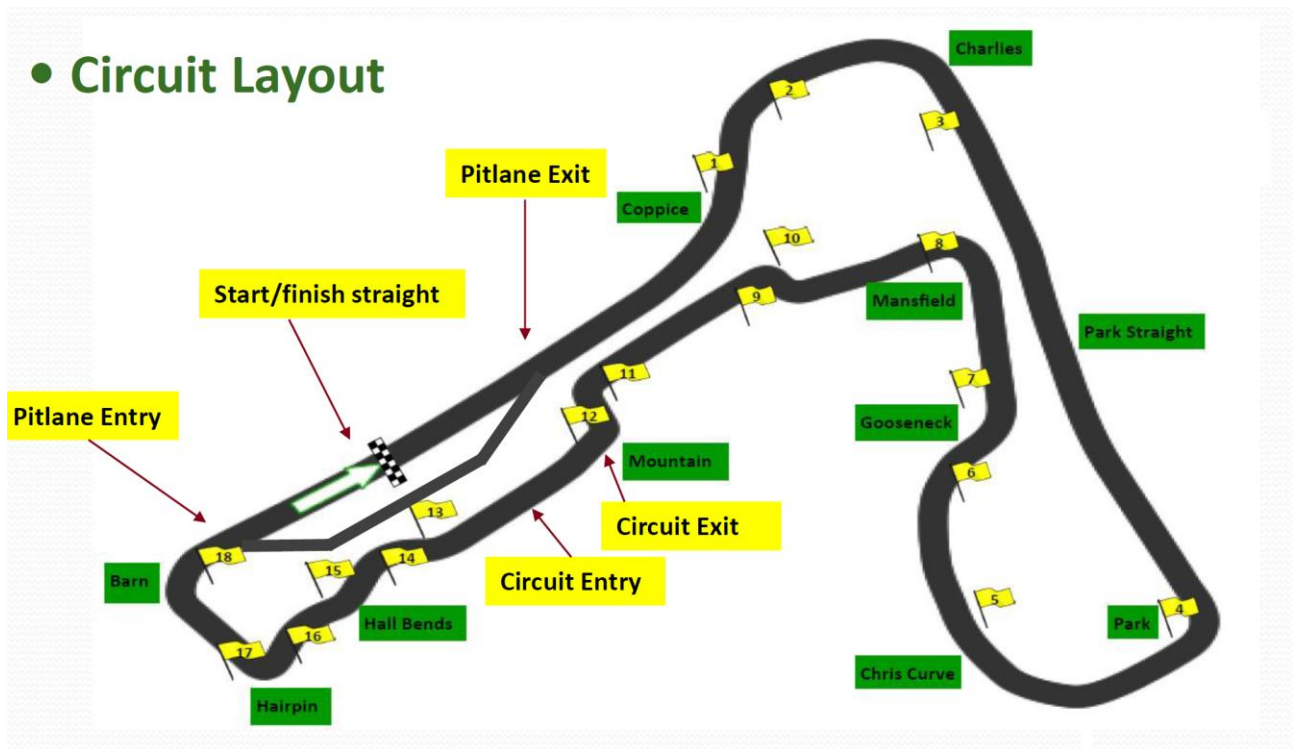 • Circuit Layout
Charlies
2
3
Pitlane Exit
1
Coppice
10
8
Start/finish straight
Mansfield
9
Park Straight
11
7
Pitlane Entry
12
Gooseneck
Mountain
6
13
Circuit Exit
18
14
15
Circuit Entry
Barn
5
4
Hall Bends
Park
16
17
Chris Curve
Hairpin